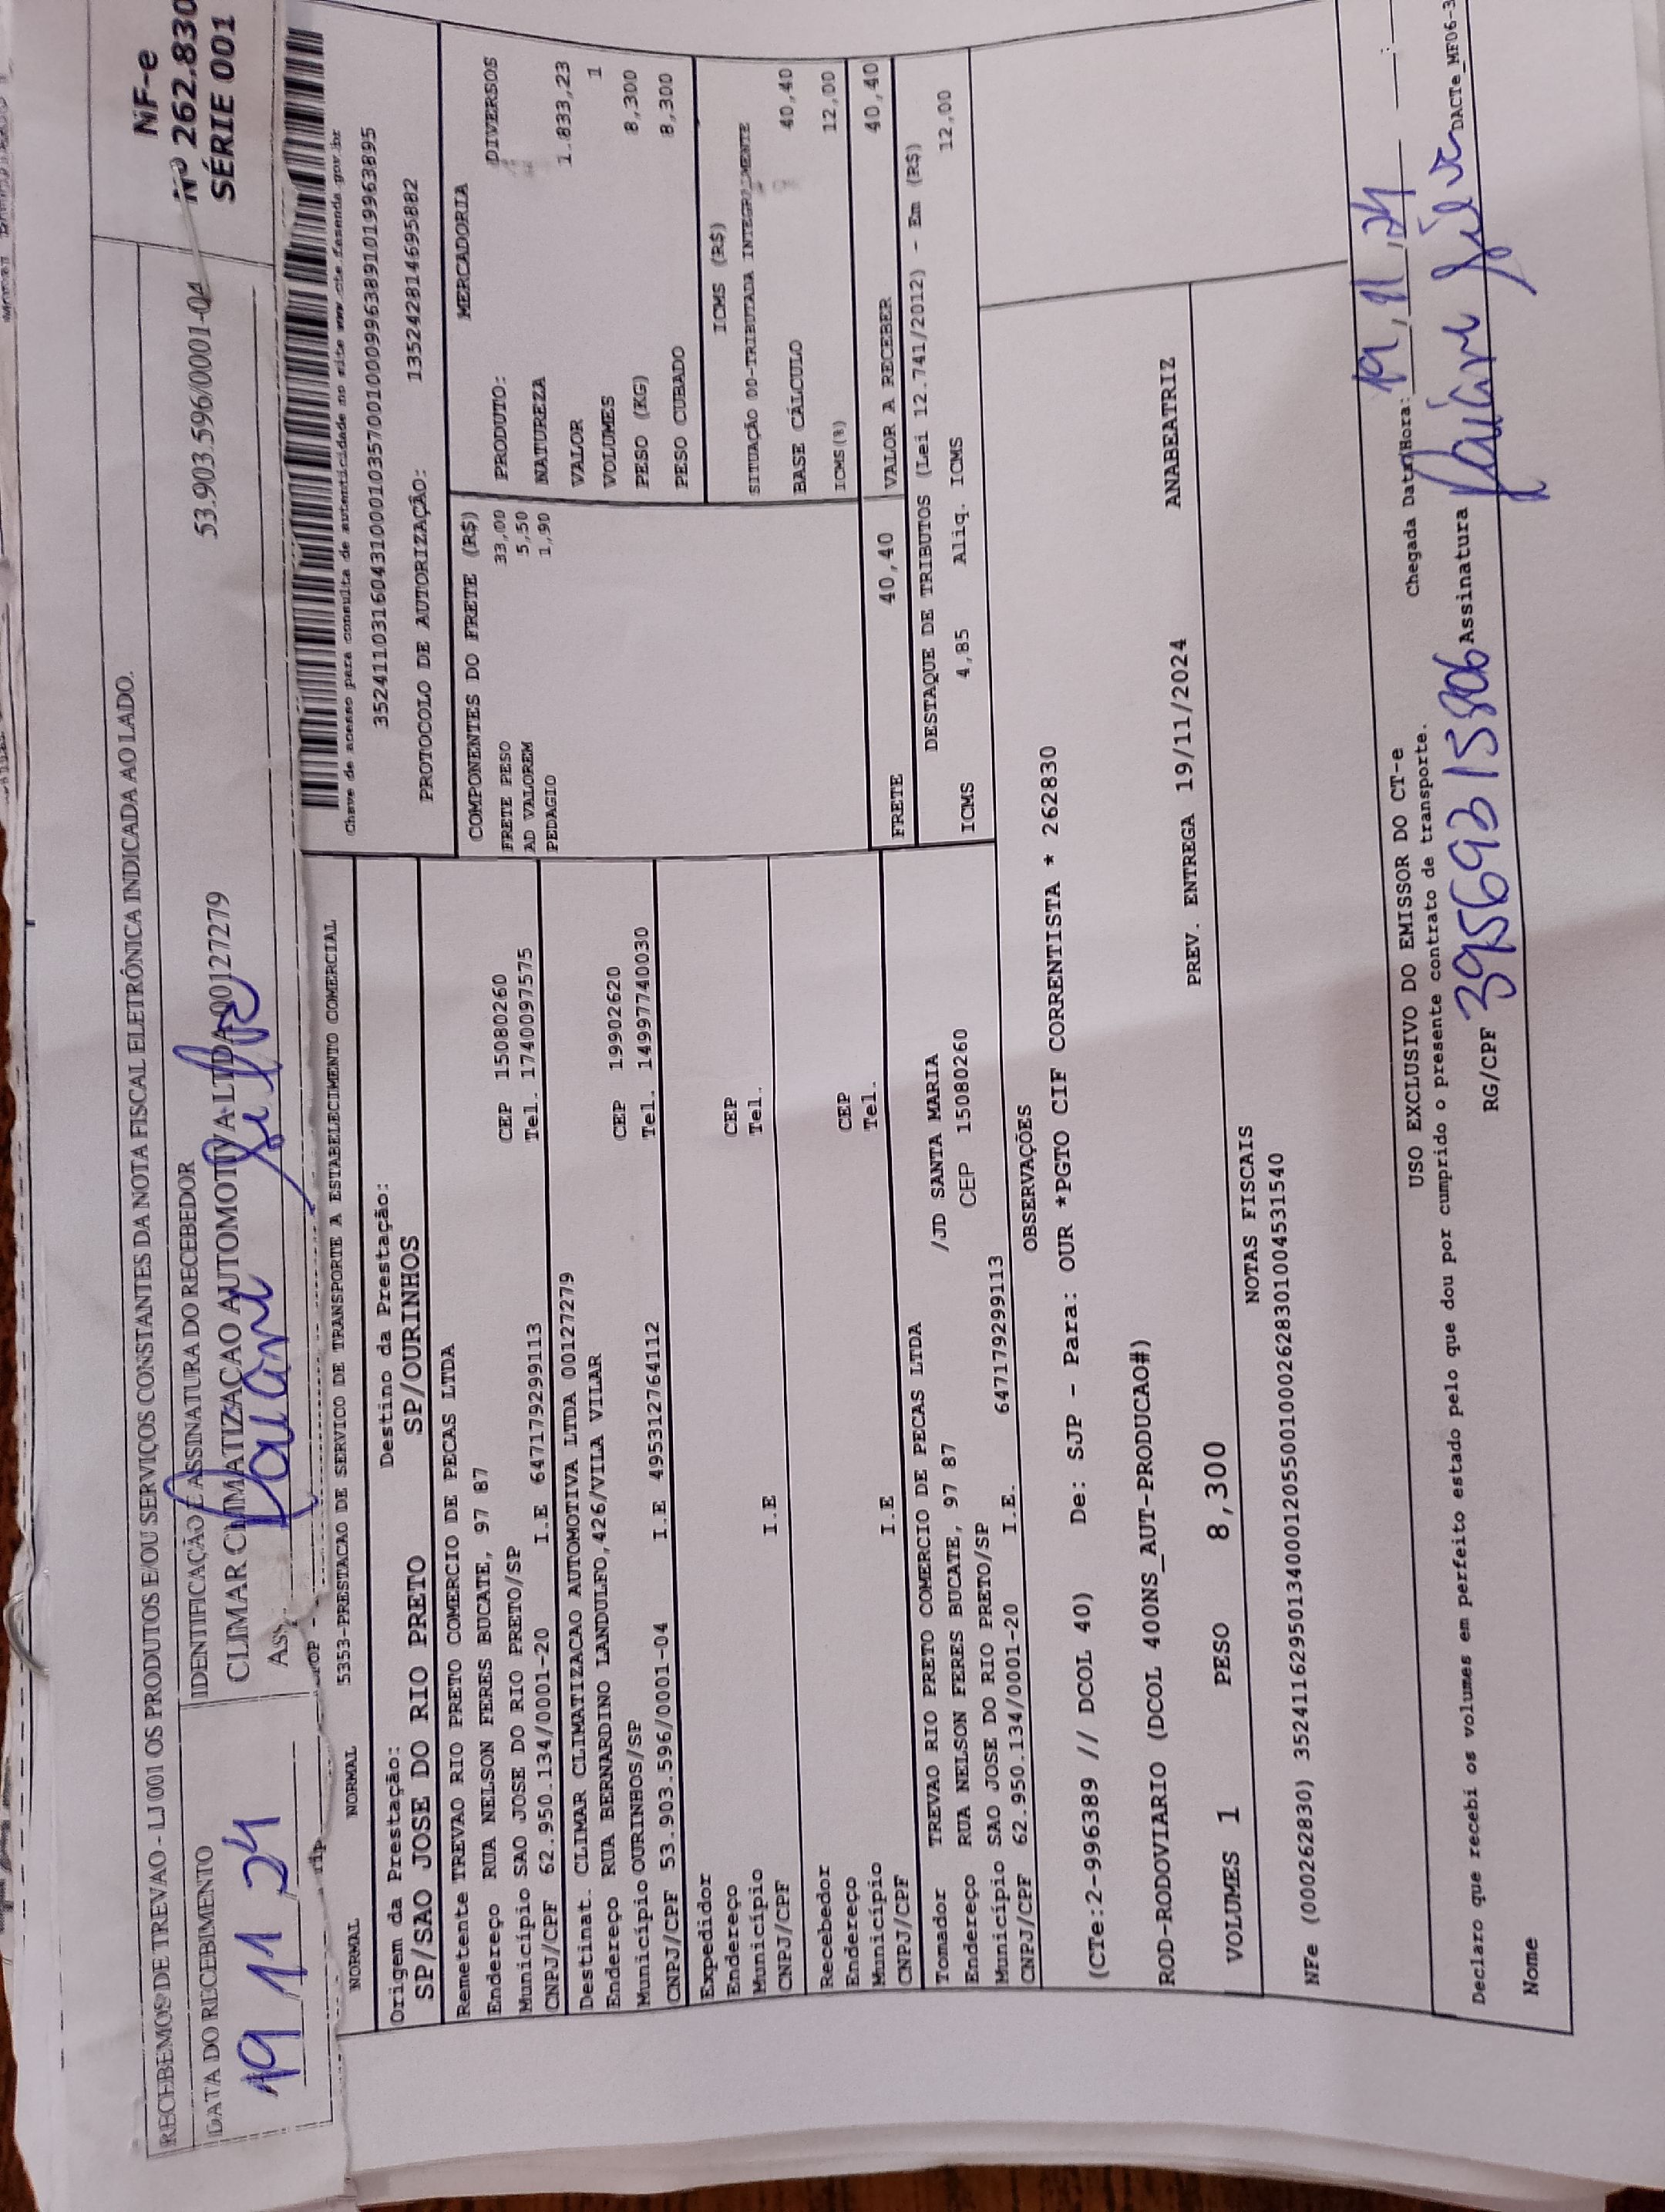 RECEBEMOS DE TREVAO - LJ 001 OS PRODUTOS E/OU SERVIÇOS CONSTANTES DA NOTA FISCAL ELETRÔNICA INDICADA AO LADO.
NF-e
Nº 262.830
SÉRIE 001
DATA DO RECEBIMENTO
19 11 24
IDENTIFICAÇÃO E ASSINATURA DO RECEBEDOR
CLIMAR CLIMATIZACAO AUTOMOTIVA LTDA 00127279
53.903.596/0001-04
Chave de acesso para consulta de autenticidade no site www.cte.fazenda.gov.br
35241103160431000103570010009963891019963895
PROTOCOLO DE AUTORIZAÇÃO: 135242814695882
5353-PRESTACAO DE SERVICO DE TRANSPORTE A ESTABELECIMENTO COMERCIAL
NORMAL NORMAL
Origem da Prestação: Destino da Prestação:
SP/SAO JOSE DO RIO PRETO SP/OURINHOS
Remetente TREVAO RIO PRETO COMERCIO DE PECAS LTDA
Endereço RUA NELSON FERES BUCATE, 97 87 CEP 15080260
Município SAO JOSE DO RIO PRETO/SP Tel. 1740097575
CNPJ/CPF 62.950.134/0001-20 I.E 647179299113
Destinat. CLIMAR CLIMATIZACAO AUTOMOTIVA LTDA 00127279
Endereço RUA BERNARDINO LANDULFO,426/VILA VILAR CEP 19902620
Município OURINHOS/SP Tel. 14997740030
CNPJ/CPF 53.903.596/0001-04 I.E 495312764112
Expedidor
Endereço CEP
Município Tel.
CNPJ/CPF I.E
Recebedor
Endereço CEP
Município Tel.
CNPJ/CPF I.E
Tomador TREVAO RIO PRETO COMERCIO DE PECAS LTDA
Endereço RUA NELSON FERES BUCATE, 97 87 /JD SANTA MARIA
Município SAO JOSE DO RIO PRETO/SP CEP 15080260
CNPJ/CPF 62.950.134/0001-20 I.E. 647179299113
COMPONENTES DO FRETE (R$)
FRETE PESO 33,00
AD VALOREM 5,50
PEDAGIO 1,90
MERCADORIA
PRODUTO: DIVERSOS
NATUREZA
VALOR 1.833,23
VOLUMES 1
PESO (KG) 8,300
PESO CUBADO 8,300
ICMS (R$)
SITUAÇÃO 00-TRIBUTADA INTEGRALMENTE
BASE CÁLCULO 40,40
ICMS(%) 12,00
FRETE 40,40 VALOR A RECEBER 40,40
DESTAQUE DE TRIBUTOS (Lei 12.741/2012) - Em (R$)
ICMS 4,85 Aliq. ICMS 12,00
OBSERVAÇÕES
(CTe:2-996389 // DCOL 40) De: SJP - Para: OUR *PGTO CIF CORRENTISTA * 262830
ROD-RODOVIARIO (DCOL 400NS_AUT-PRODUCAO#)
PREV. ENTREGA 19/11/2024 ANABEATRIZ
VOLUMES 1 PESO 8,300
NOTAS FISCAIS
NFe (000262830) 35241162950134000120550010002628301004531540
USO EXCLUSIVO DO EMISSOR DO CT-e
Declaro que recebi os volumes em perfeito estado pelo que dou por cumprido o presente contrato de transporte.
Chegada Data/Hora: 19,11,24
Nome RG/CPF Assinatura
DACTe_MF06-3